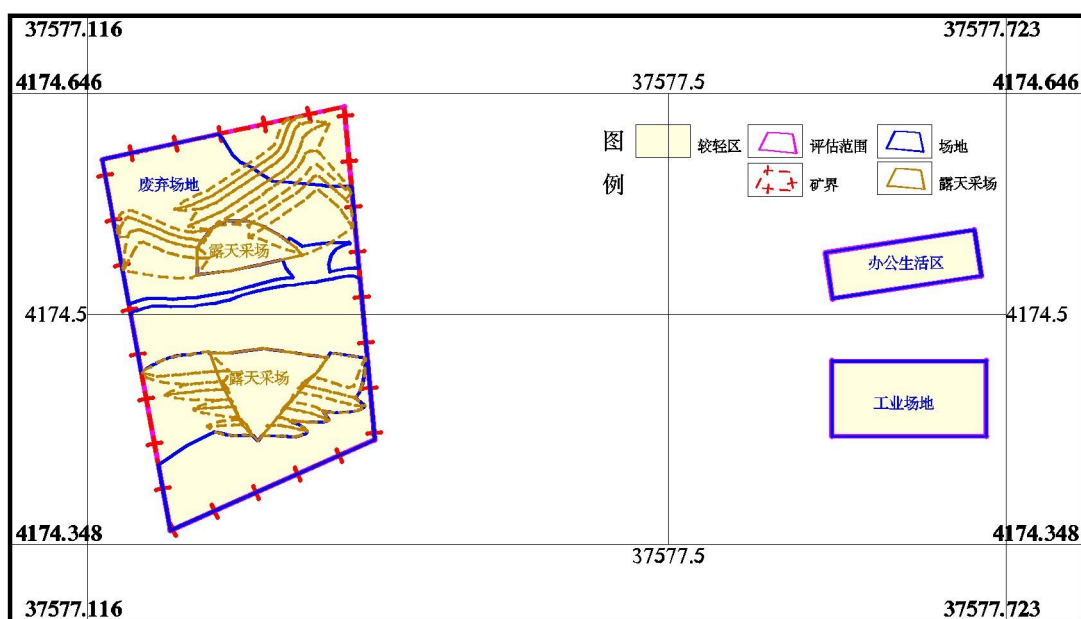 37577.116 37577.723
4174.646 37577.5 4174.646
图 较轻区 评估范围 场地
例 矿界 露天采场
废弃场地
露天采场
办公生活区
4174.5 4174.5
露天采场
工业场地
4174.348 4174.348
37577.5
37577.116 37577.723